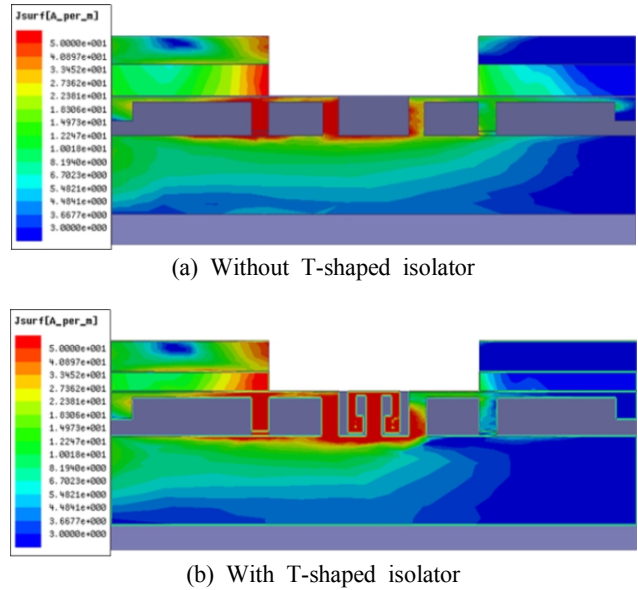 Jsurf[A_per_m]
5.0000e+001
4.0897e+001
3.3452e+001
2.7362e+001
2.2381e+001
1.8306e+001
1.4973e+001
1.2247e+001
1.0018e+001
8.1940e+000
6.7023e+000
5.4821e+000
4.4841e+000
3.6677e+000
3.0000e+000
(a) Without T-shaped isolator
Jsurf[A_per_m]
5.0000e+001
4.0897e+001
3.3452e+001
2.7362e+001
2.2381e+001
1.8306e+001
1.4973e+001
1.2247e+001
1.0018e+001
8.1940e+000
6.7023e+000
5.4821e+000
4.4841e+000
3.6677e+000
3.0000e+000
(b) With T-shaped isolator